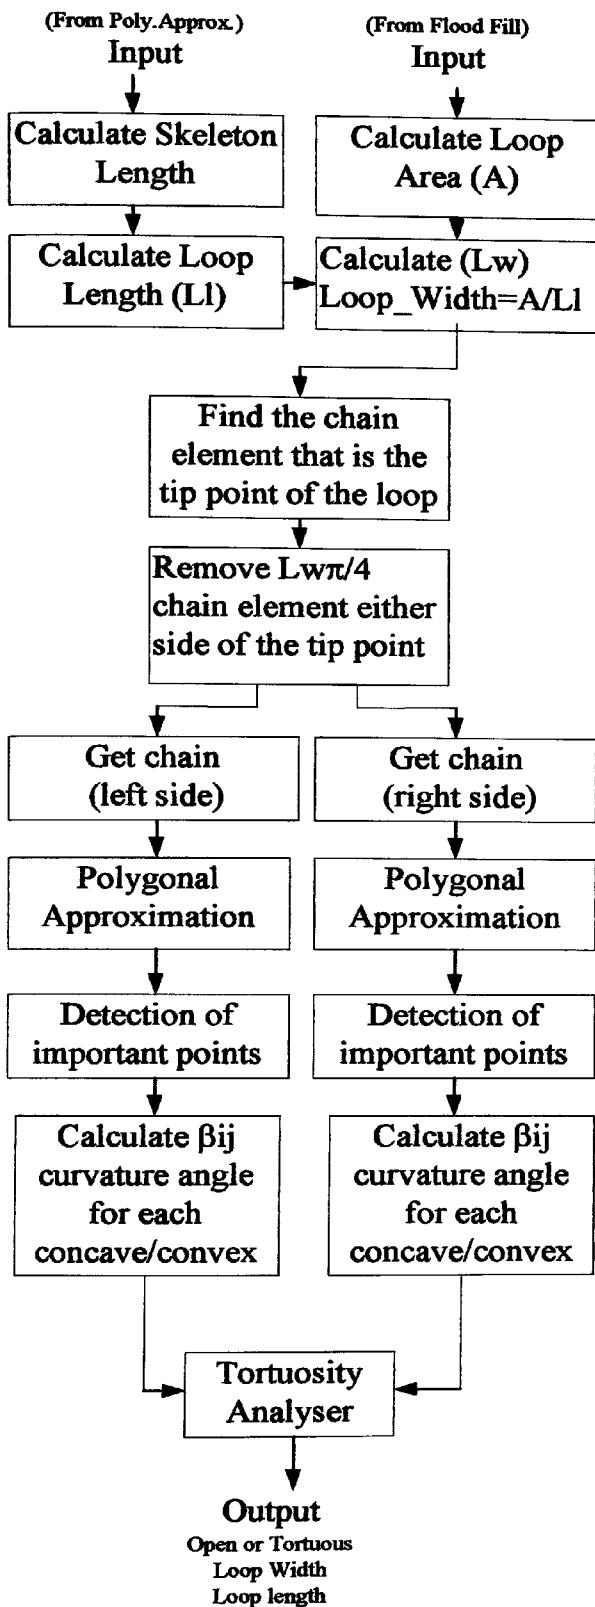 (From Poly.Approx.)
Input
(From Flood Fill)
Input
Calculate Skeleton
Length
Calculate Loop
Area (A)
Calculate Loop
Length (Ll)
Calculate (Lw)
Loop_Width=A/Ll
Find the chain
element that is the
tip point of the loop
Remove Lwπ/4
chain element either
side of the tip point
Get chain
(left side)
Get chain
(right side)
Polygonal
Approximation
Polygonal
Approximation
Detection of
important points
Detection of
important points
Calculate βij
curvature angle
for each
concave/convex
Calculate βij
curvature angle
for each
concave/convex
Tortuosity
Analyser
Output
Open or Tortuous
Loop Width
Loop length